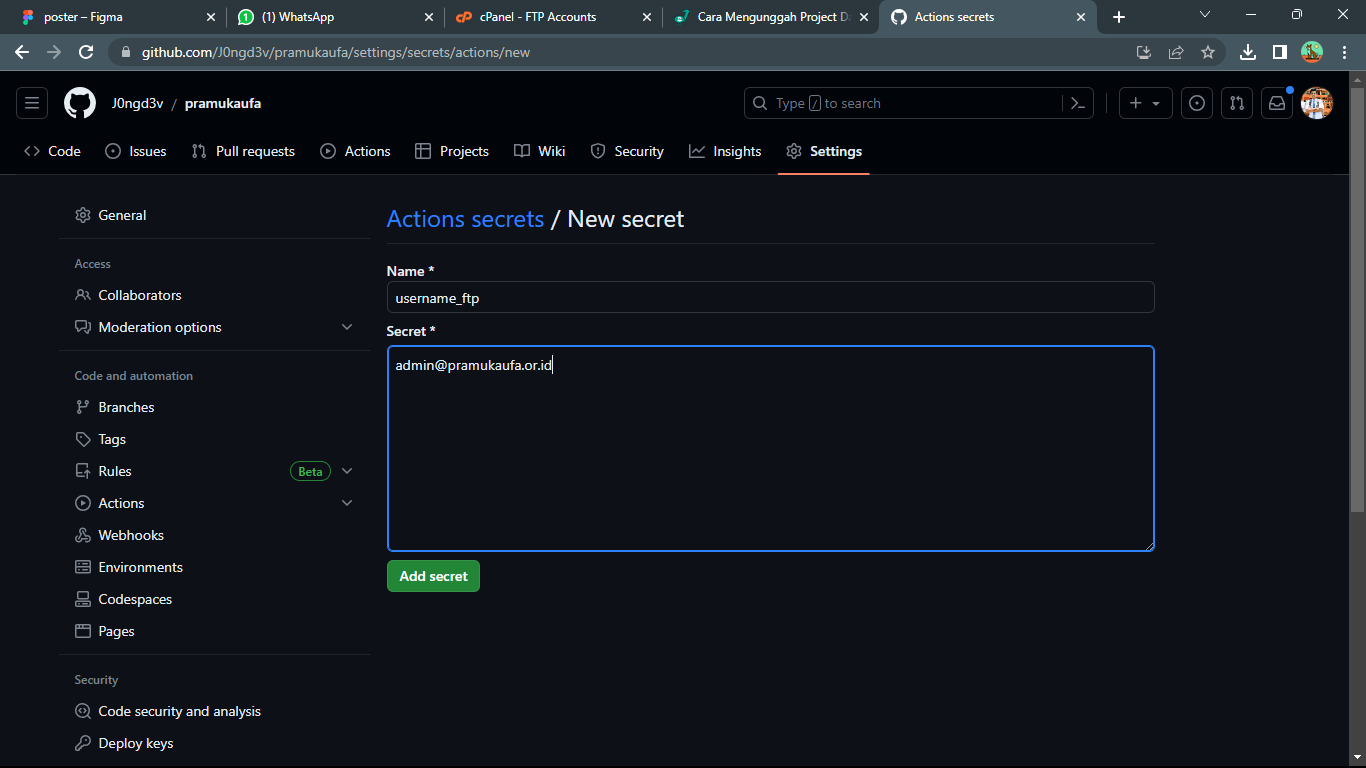 poster – Figma
(1) WhatsApp
cPanel - FTP Accounts
Cara Mengunggah Project D
Actions secrets
github.com/J0ngd3v/pramukaufa/settings/secrets/actions/new
J0ngd3v / pramukaufa
Type / to search
Code
Issues
Pull requests
Actions
Projects
Wiki
Security
Insights
Settings
General
Access
Collaborators
Moderation options
Code and automation
Branches
Tags
Rules Beta
Actions
Webhooks
Environments
Codespaces
Pages
Security
Code security and analysis
Deploy keys
Actions secrets / New secret
Name *
username_ftp
Secret *
admin@pramukaufa.or.id
Add secret